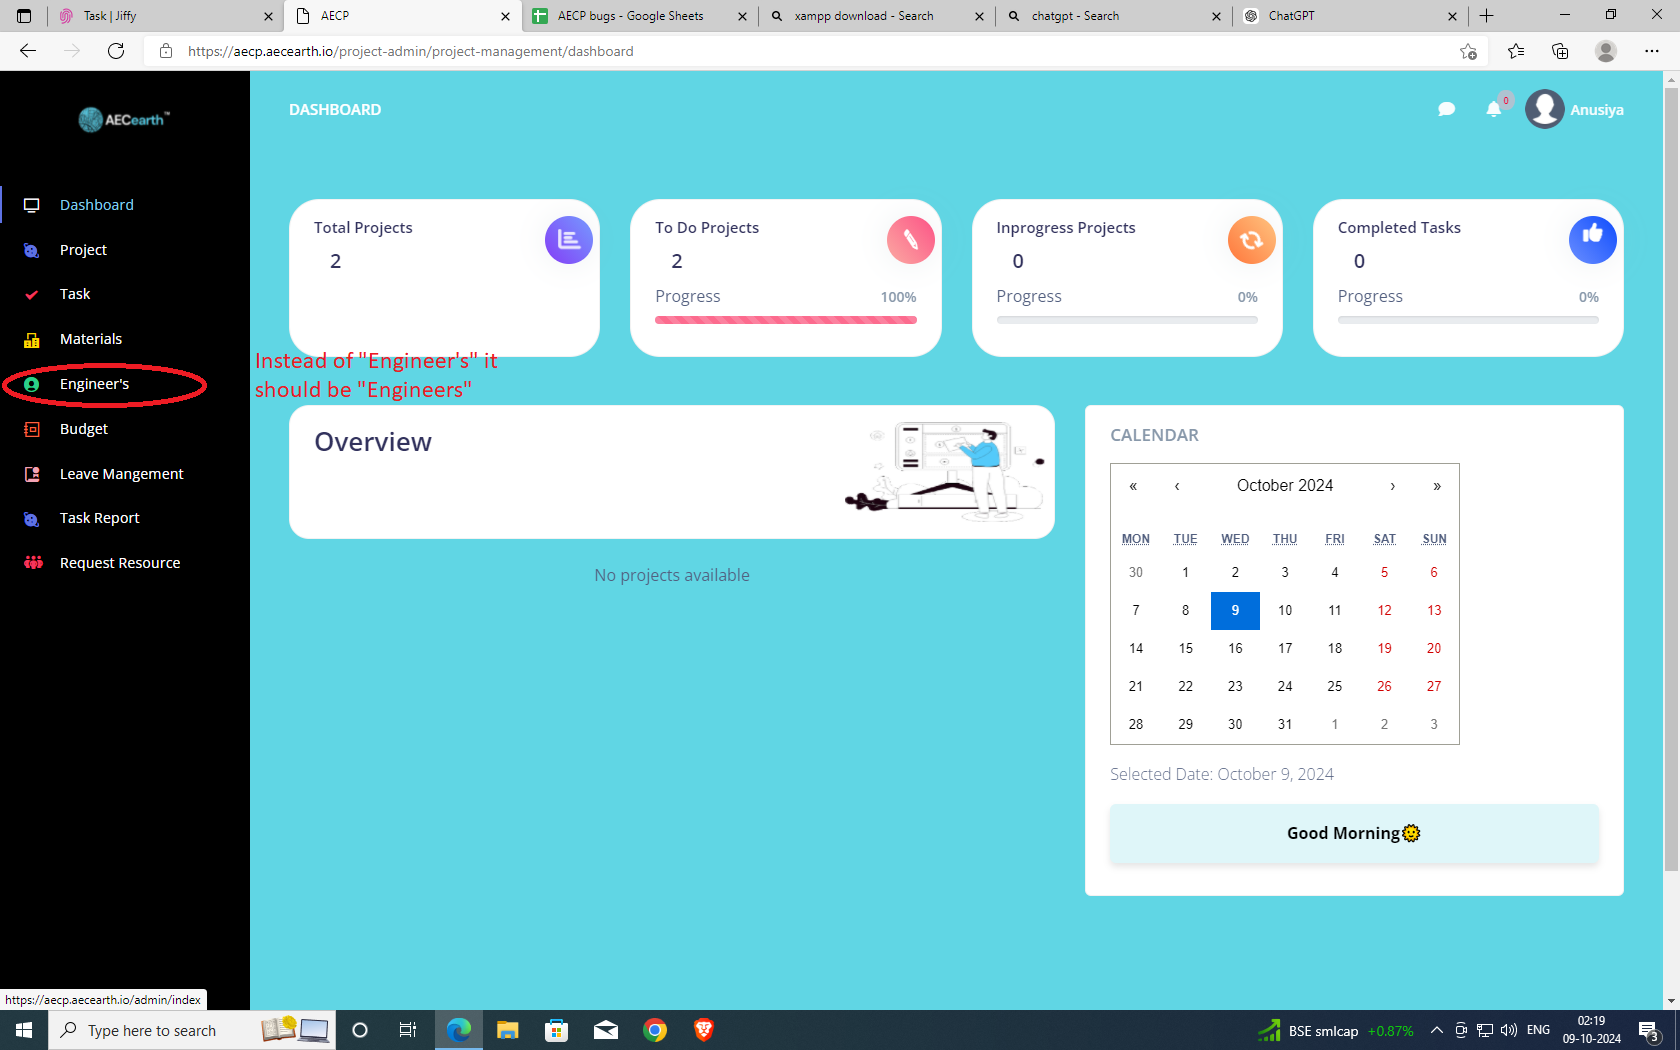 Task | Jiffy
AECP
AECP bugs - Google Sheets
xampp download - Search
chatgpt - Search
ChatGPT
https://aecp.aecearth.io/project-admin/project-management/dashboard
AECearth™
DASHBOARD
0
Anusiya
Dashboard
Project
Task
Materials
Engineer's
Budget
Leave Mangement
Task Report
Request Resource
Total Projects
2
To Do Projects
2
Progress 100%
Inprogress Projects
0
Progress 0%
Completed Tasks
0
Progress 0%
Instead of "Engineer's" it
should be "Engineers"
Overview
No projects available
CALENDAR
« ‹ October 2024 › »
MON TUE WED THU FRI SAT SUN
30 1 2 3 4 5 6
7 8 9 10 11 12 13
14 15 16 17 18 19 20
21 22 23 24 25 26 27
28 29 30 31 1 2 3
Selected Date: October 9, 2024
Good Morning🌞
https://aecp.aecearth.io/admin/index
Type here to search
BSE smlcap +0.87%
ENG
02:19
09-10-2024
3